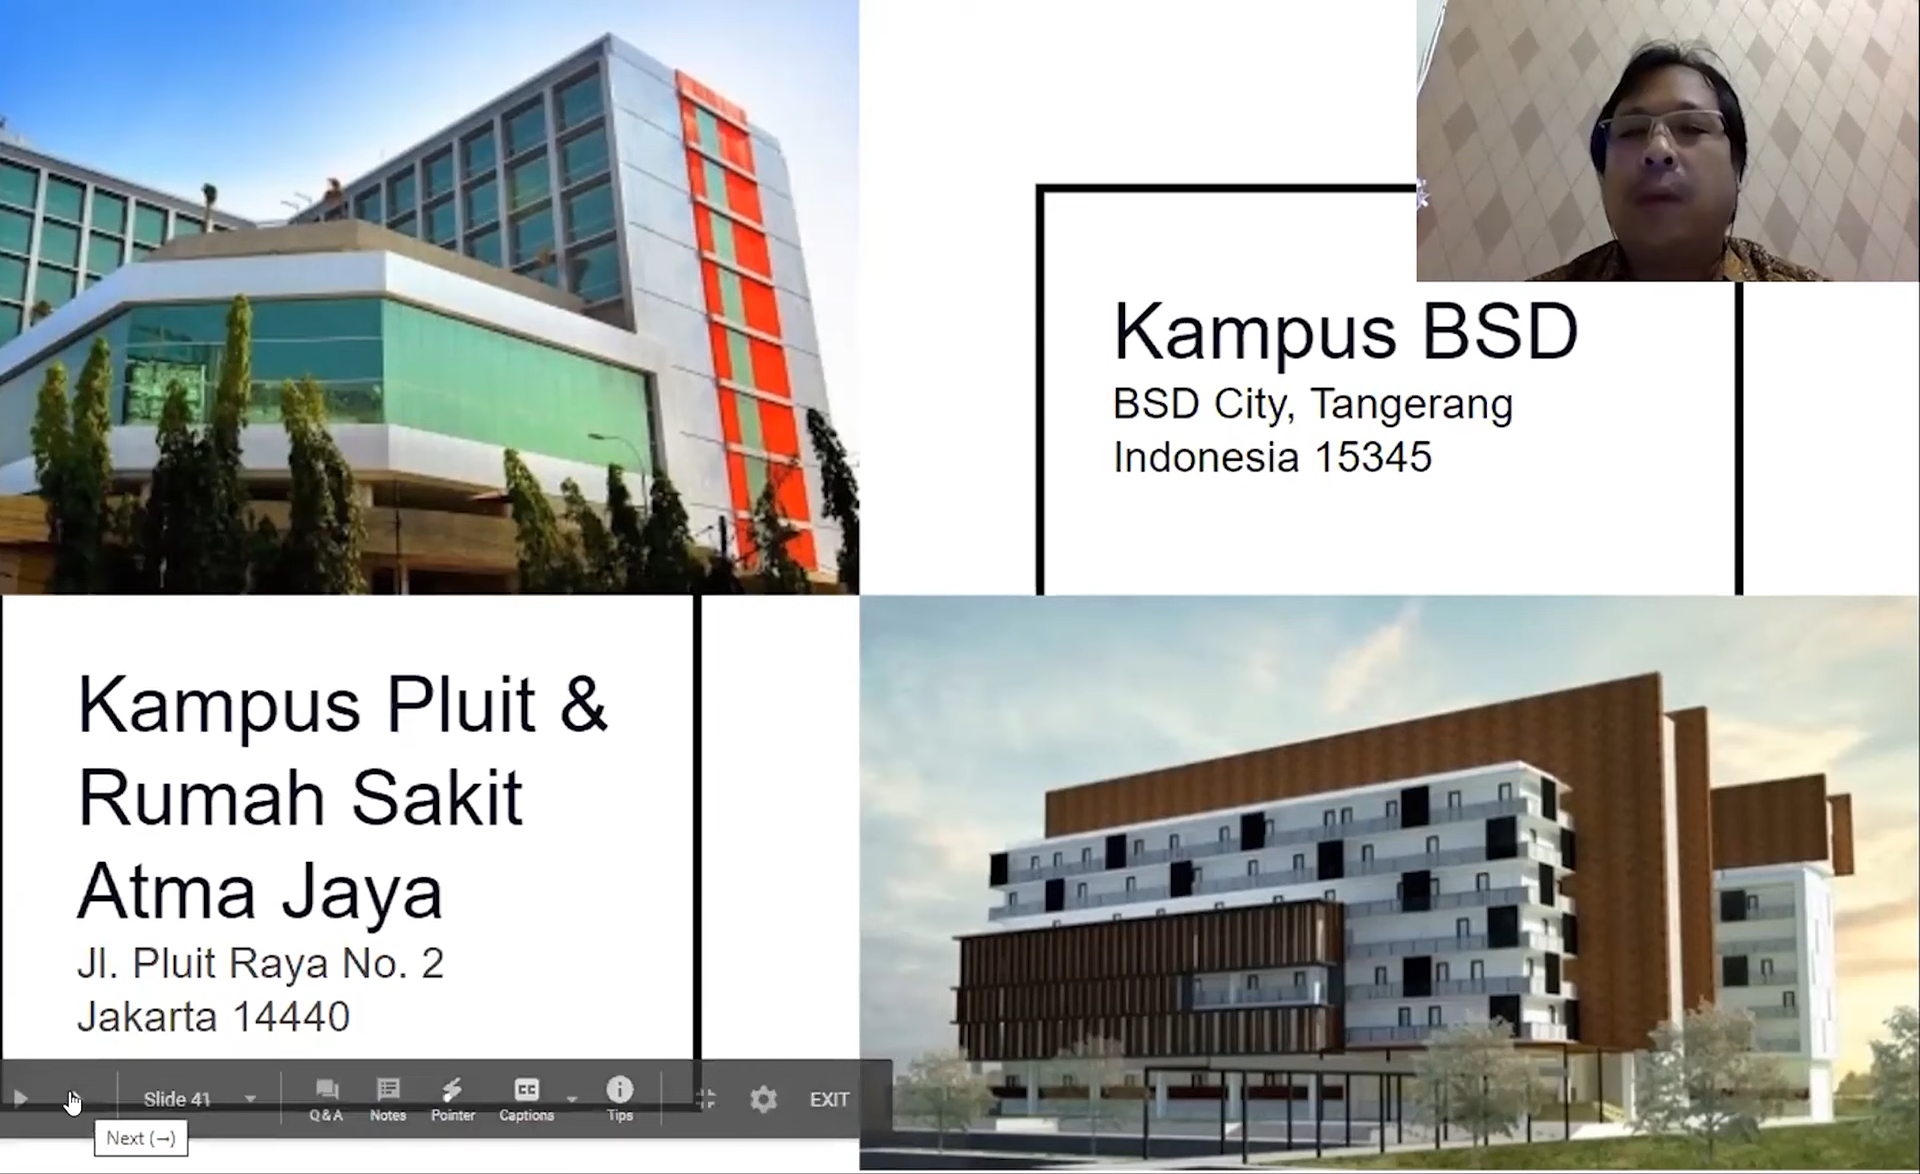 Kampus BSD
BSD City, Tangerang
Indonesia 15345
Kampus Pluit &
Rumah Sakit
Atma Jaya
Jl. Pluit Raya No. 2
Jakarta 14440
Slide 41
Q & A
Notes
Pointer
CC
Captions
Tips
EXIT
Next (→)